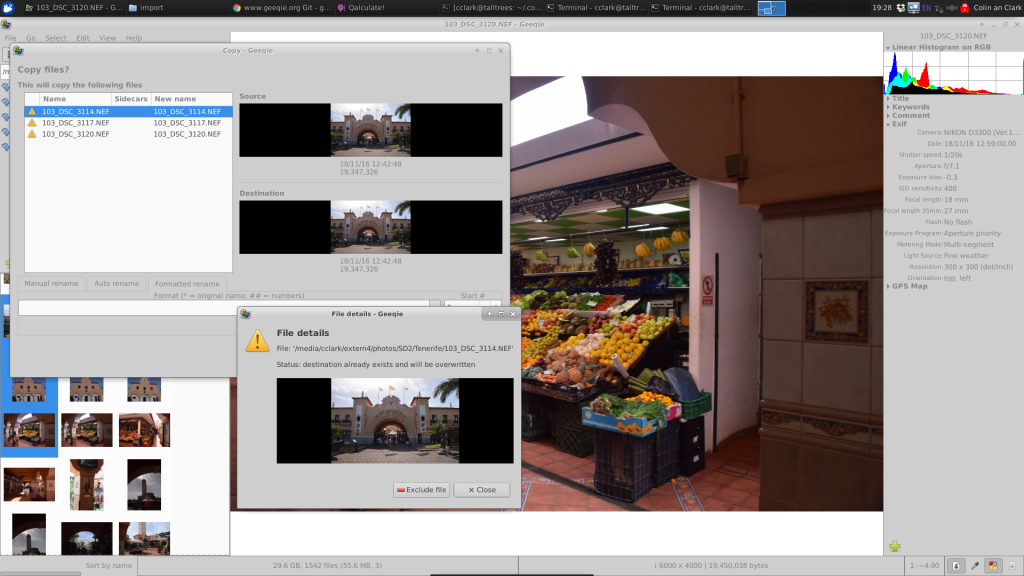 103_DSC_3120.NEF - G...
import
www.geeqie.org Git - g...
Qalculate!
[cclark@talltrees: ~/.co...
Terminal - cclark@talltr...
Terminal - cclark@talltr...
EN
19:28
Colin an Clark
103_DSC_3120.NEF - Geeqie
File Go Select Edit View Help
Copy - Geeqie
Copy files?
This will copy the following files
Name Sidecars New name
103_DSC_3114.NEF 103_DSC_3114.NEF
103_DSC_3117.NEF 103_DSC_3117.NEF
103_DSC_3120.NEF 103_DSC_3120.NEF
Source
18/11/16 12:42:48
19,347,326
Destination
18/11/16 12:42:48
19,347,326
Manual rename Auto rename Formatted rename
Format (* = original name, ## = numbers) Start #
File details - Geeqie
File details
File: '/media/cclark/extern4/photos/SD2/Tenerife/103_DSC_3114.NEF'
Status: destination already exists and will be overwritten
Exclude file
Close
103_DSC_3120.NEF
Linear Histogram on RGB
Title
Keywords
Comment
Exif
Camera: NIKON D3300 (Ver.1....
Date: 18/11/16 12:59:00.00
Shutter speed: 1/20s
Aperture: f/7.1
Exposure bias: -0.3
ISO sensitivity: 400
Focal length: 18 mm
Focal length 35mm: 27 mm
Flash: No flash
Exposure Program: Aperture priority
Metering Mode: Multi-segment
Light Source: Fine weather
Resolution: 300 x 300 (dot/inch)
Orientation: top, left
GPS Map
Sort by name
29.6 GB, 1542 files (55.6 MB, 3)
( 6000 x 4000 ) 19,450,038 bytes
1 :~4.90